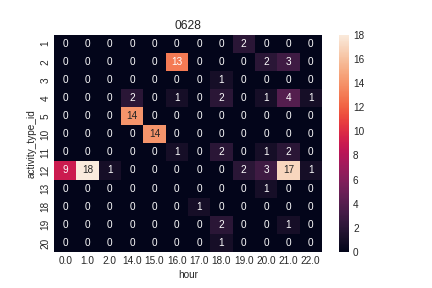 0628
1 0 0 0 0 0 0 0 0 2 0 0 0
2 0 0 0 0 0 13 0 0 0 2 3 0
3 0 0 0 0 0 0 0 1 0 0 0 0
4 0 0 0 2 0 1 0 2 0 1 4 1
5 0 0 0 14 0 0 0 0 0 0 0 0
10 0 0 0 0 14 0 0 0 0 0 0 0
11 0 0 0 0 0 1 0 2 0 1 2 0
12 9 18 1 0 0 0 0 0 2 3 17 1
13 0 0 0 0 0 0 0 0 0 1 0 0
18 0 0 0 0 0 0 1 0 0 0 0 0
19 0 0 0 0 0 0 0 2 0 0 1 0
20 0 0 0 0 0 0 0 1 0 0 0 0
0.0 1.0 2.0 14.0 15.0 16.0 17.0 18.0 19.0 20.0 21.0 22.0
hour
activity_type_id
18
16
14
12
10
8
6
4
2
0